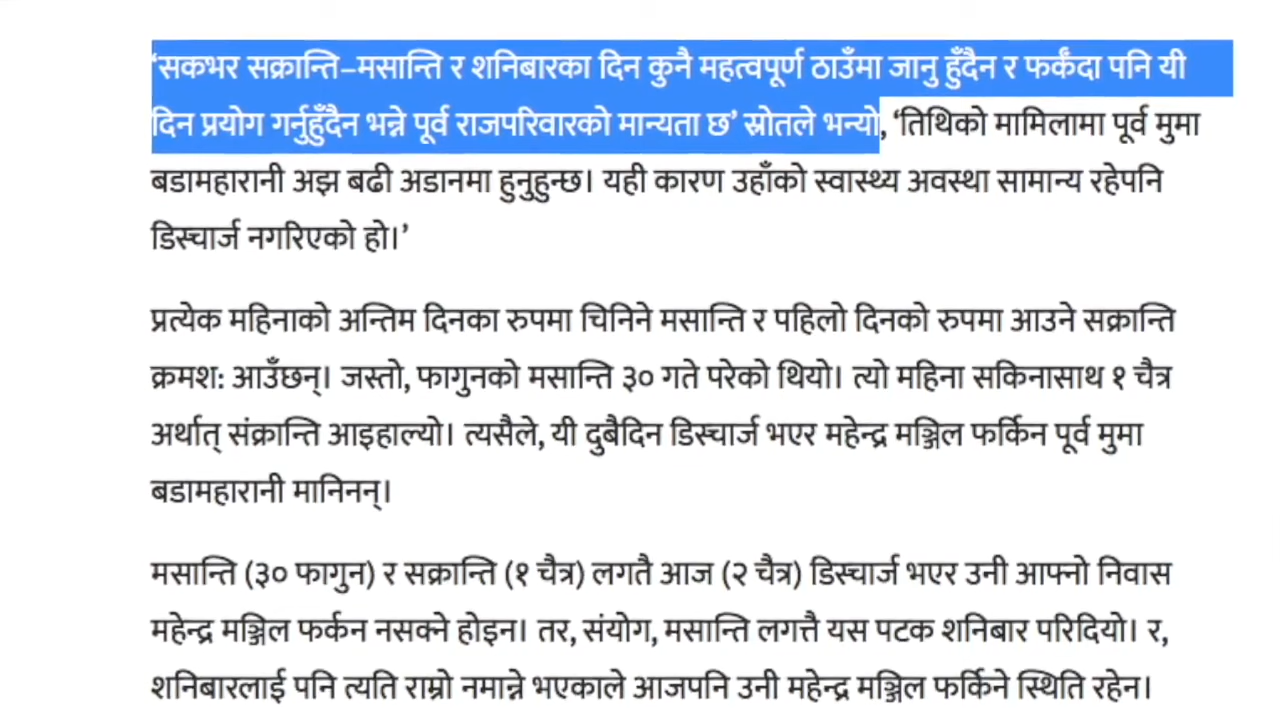 ‘सकभर सक्रान्ति–मसान्ति र शनिबारका दिन कुनै महत्वपूर्ण ठाउँमा जानु हुँदैन र फर्कँदा पनि यी
दिन प्रयोग गर्नुहुँदैन भन्ने पूर्व राजपरिवारको मान्यता छ’ स्रोतले भन्यो, ‘तिथिको मामिलामा पूर्व मुमा
बडामहारानी अझ बढी अडानमा हुनुहुन्छ। यही कारण उहाँको स्वास्थ्य अवस्था सामान्य रहेपनि
डिस्चार्ज नगरिएको हो।’
प्रत्येक महिनाको अन्तिम दिनका रुपमा चिनिने मसान्ति र पहिलो दिनको रुपमा आउने सक्रान्ति
क्रमश: आउँछन्। जस्तो, फागुनको मसान्ति ३० गते परेको थियो। त्यो महिना सकिनासाथ १ चैत्र
अर्थात् संक्रान्ति आइहाल्यो। त्यसैले, यी दुबैदिन डिस्चार्ज भएर महेन्द्र मञ्जिल फर्किन पूर्व मुमा
बडामहारानी मानिनन्।
मसान्ति (३० फागुन) र सक्रान्ति (१ चैत्र) लगतै आज (२ चैत्र) डिस्चार्ज भएर उनी आफ्नो निवास
महेन्द्र मञ्जिल फर्कन नसक्ने होइन। तर, संयोग, मसान्ति लगत्तै यस पटक शनिबार परिदियो। र,
शनिबारलाई पनि त्यति राम्रो नमान्ने भएकाले आजपनि उनी महेन्द्र मञ्जिल फर्किने स्थिति रहेन।